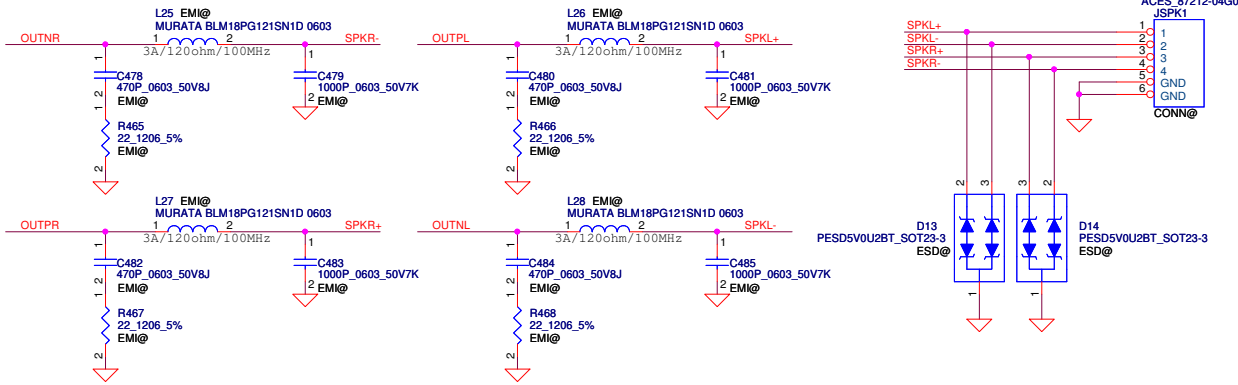 L25 EMI@
MURATA BLM18PG121SN1D 0603
OUTNR
1
2
SPKR-
3A/120ohm/100MHz
1
C478
470P_0603_50V8J
EMI@
2
1
R465
22_1206_5%
EMI@
2
1
C479
1000P_0603_50V7K
2
EMI@
L26 EMI@
MURATA BLM18PG121SN1D 0603
OUTPL
1
2
SPKL+
3A/120ohm/100MHz
1
C480
470P_0603_50V8J
EMI@
2
1
R466
22_1206_5%
EMI@
2
1
C481
1000P_0603_50V7K
2
EMI@
L27 EMI@
MURATA BLM18PG121SN1D 0603
OUTPR
1
2
SPKR+
3A/120ohm/100MHz
1
C482
470P_0603_50V8J
EMI@
2
1
R467
22_1206_5%
EMI@
2
1
C483
1000P_0603_50V7K
2
EMI@
L28 EMI@
MURATA BLM18PG121SN1D 0603
OUTNL
1
2
SPKL-
3A/120ohm/100MHz
1
C484
470P_0603_50V8J
EMI@
2
1
R468
22_1206_5%
EMI@
2
1
C485
1000P_0603_50V7K
2
EMI@
ACES_87212-04G0
JSPK1
SPKL+
1
1
SPKL-
2
2
SPKR+
3
3
SPKR-
4
4
5
GND
6
GND
CONN@
2
3
3
2
D13
PESD5V0U2BT_SOT23-3
ESD@
D14
PESD5V0U2BT_SOT23-3
ESD@
1
1